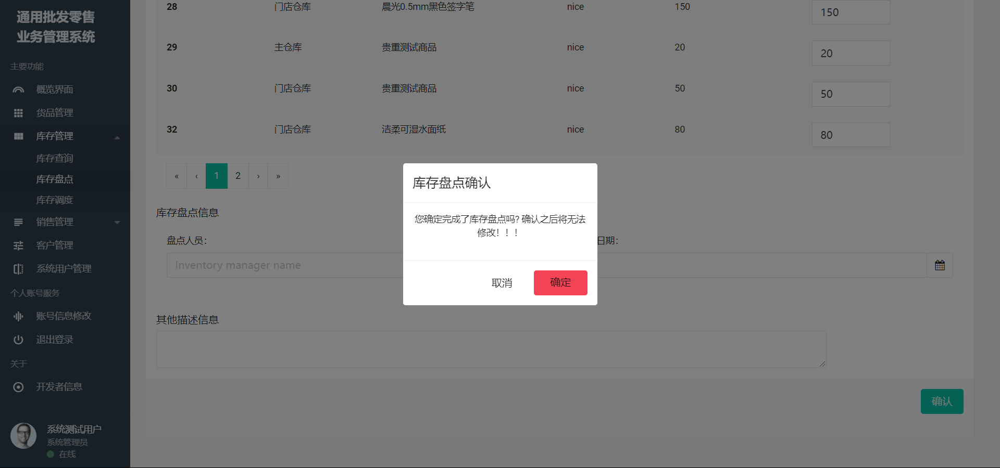 通用批发零售
业务管理系统
主要功能
概览界面
货品管理
库存管理
库存查询
库存盘点
库存调度
销售管理
客户管理
系统用户管理
个人账号服务
账号信息修改
退出登录
关于
开发者信息
系统测试用户
系统管理员
在线
28 门店仓库 晨光0.5mm黑色签字笔 nice 150 150
29 主仓库 贵重测试商品 nice 20 20
30 门店仓库 贵重测试商品 nice 50 50
32 门店仓库 洁柔可湿水面纸 nice 80 80
« ‹ 1 2 › »
库存盘点信息
盘点人员：
日期：
Inventory manager name
其他描述信息
确认
库存盘点确认
您确定完成了库存盘点吗? 确认之后将无法
修改！！！
取消 确定